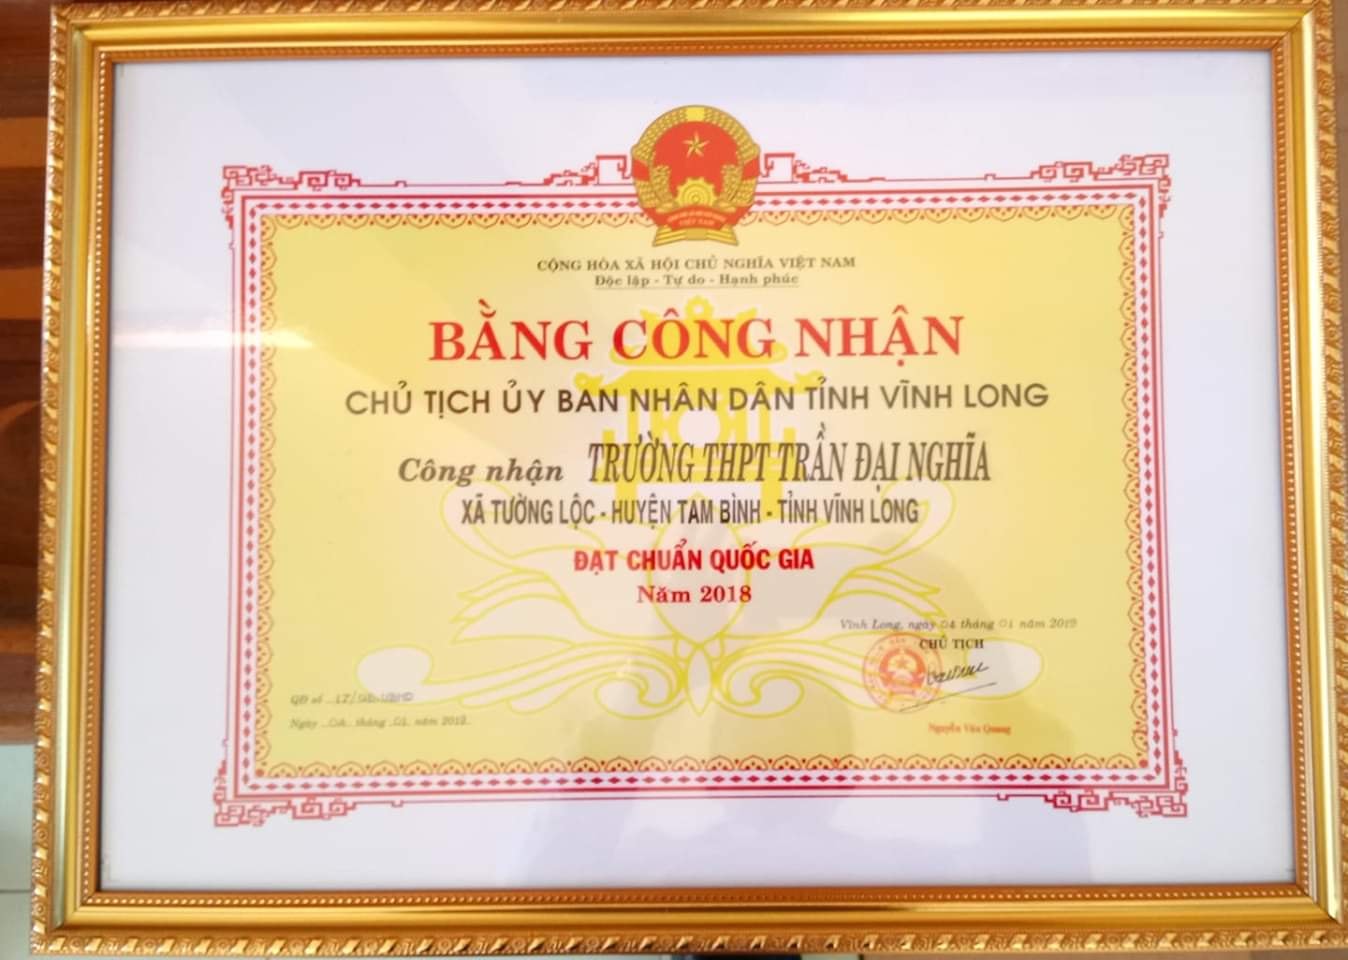 CỘNG HÒA XÃ HỘI CHỦ NGHĨA VIỆT NAM
Độc lập - Tự do - Hạnh phúc
BẰNG CÔNG NHẬN
CHỦ TỊCH ỦY BAN NHÂN DÂN TỈNH VĨNH LONG
Công nhận TRƯỜNG THPT TRẦN ĐẠI NGHĨA
XÃ TƯỜNG LỘC - HUYỆN TAM BÌNH - TỈNH VĨNH LONG
ĐẠT CHUẨN QUỐC GIA
Năm 2018
Vĩnh Long, ngày 04 tháng 01 năm 2019
CHỦ TỊCH
QĐ số 17/QĐ-UBND
Ngày 04 tháng 01 năm 2019
Nguyễn Văn Quang